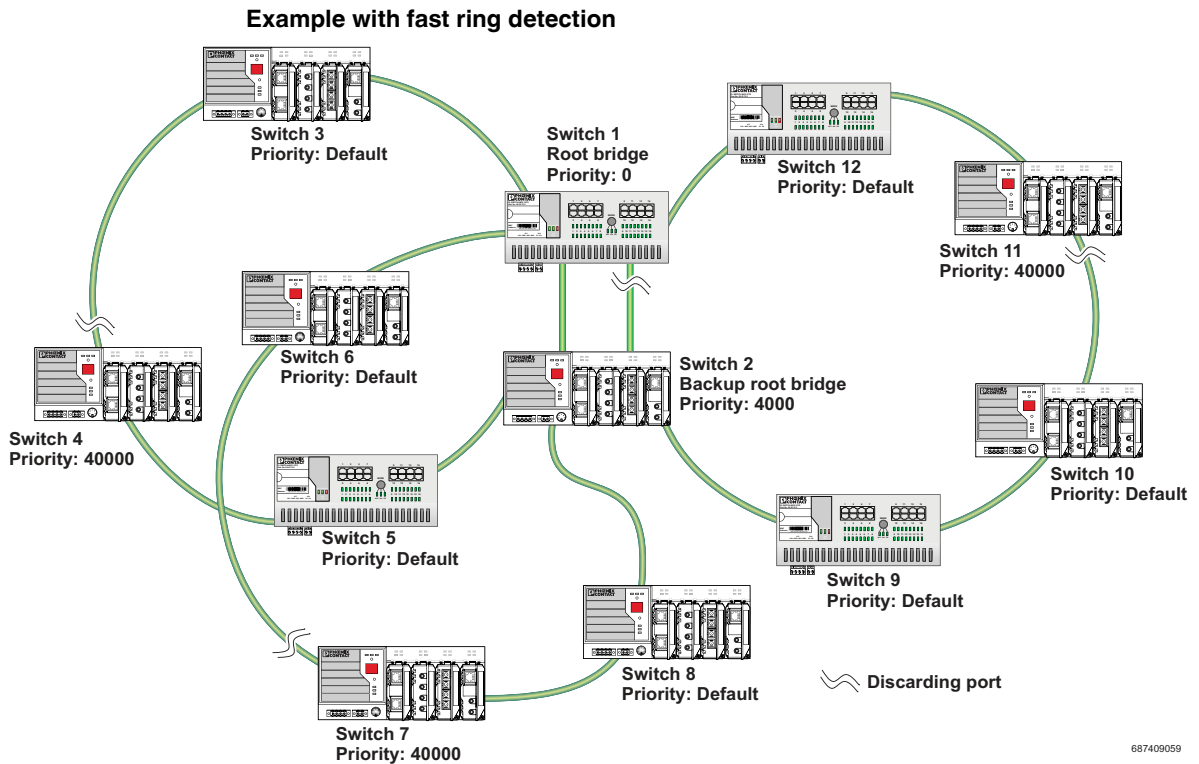 Example with fast ring detection
PHŒNIX
CONTACT
Switch 3
Priority: Default
Switch 1
Root bridge
Priority: 0
Switch 12
Priority: Default
Switch 11
Priority: 40000
Switch 6
Priority: Default
Switch 2
Backup root bridge
Priority: 4000
Switch 4
Priority: 40000
Switch 10
Priority: Default
Switch 5
Priority: Default
Switch 9
Priority: Default
Switch 8
Priority: Default
Discarding port
Switch 7
Priority: 40000
687409059